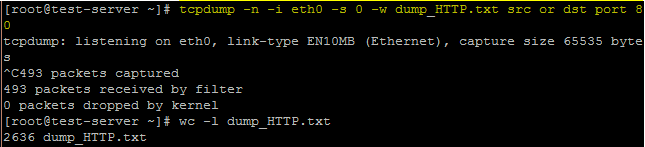 [root@test-server ~]# tcpdump -n -i eth0 -s 0 -w dump_HTTP.txt src or dst port 8
0
tcpdump: listening on eth0, link-type EN10MB (Ethernet), capture size 65535 byte
s
^C493 packets captured
493 packets received by filter
0 packets dropped by kernel
[root@test-server ~]# wc -l dump_HTTP.txt
2636 dump_HTTP.txt